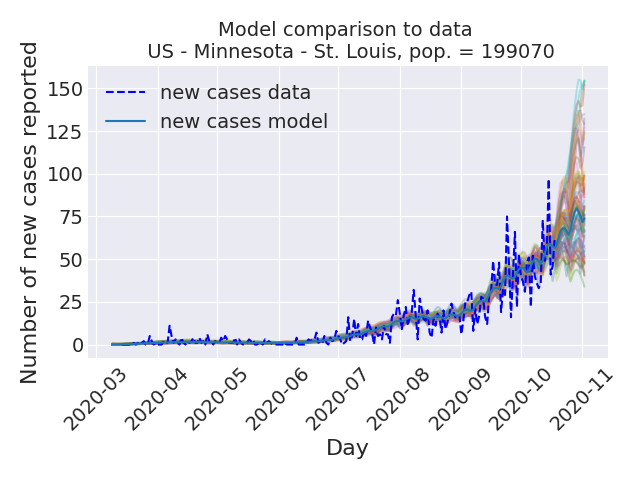 Model comparison to data
US - Minnesota - St. Louis, pop. = 199070
Number of new cases reported
150
125
100
75
50
25
0
new cases data
new cases model
2020-03
2020-04
2020-05
2020-06
2020-07
2020-08
2020-09
2020-10
2020-11
Day